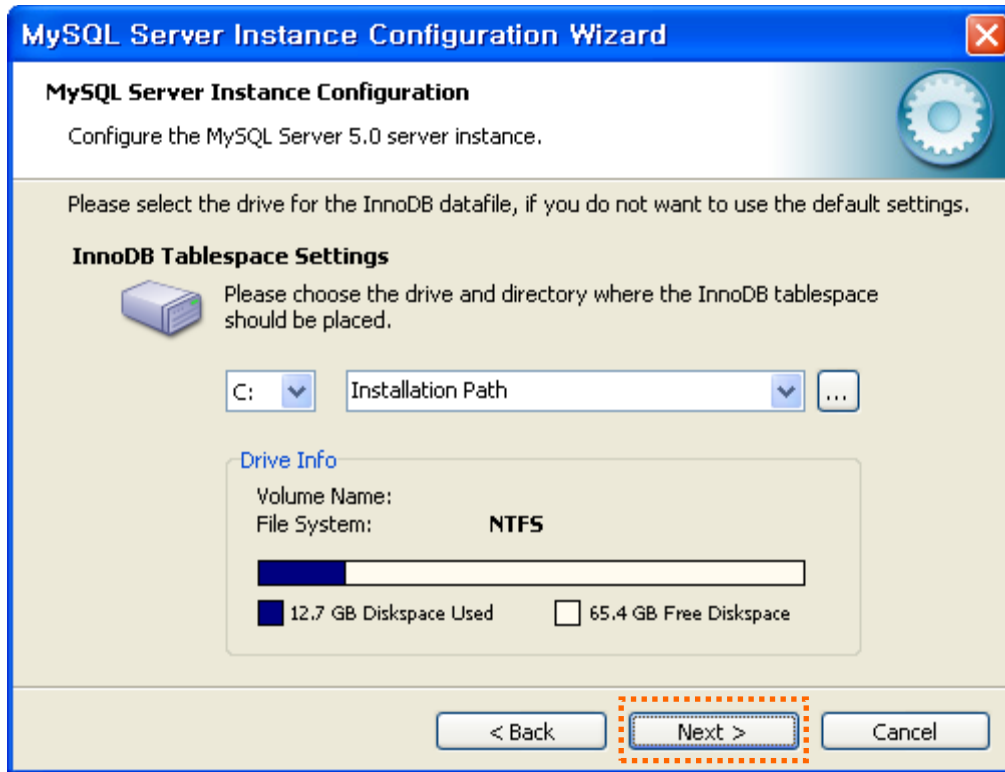 MySQL Server Instance Configuration Wizard
MySQL Server Instance Configuration
Configure the MySQL Server 5.0 server instance.
Please select the drive for the InnoDB datafile, if you do not want to use the default settings.
InnoDB Tablespace Settings
Please choose the drive and directory where the InnoDB tablespace
should be placed.
C: Installation Path ...
Drive Info
Volume Name:
File System: NTFS
12.7 GB Diskspace Used 65.4 GB Free Diskspace
< Back Next > Cancel